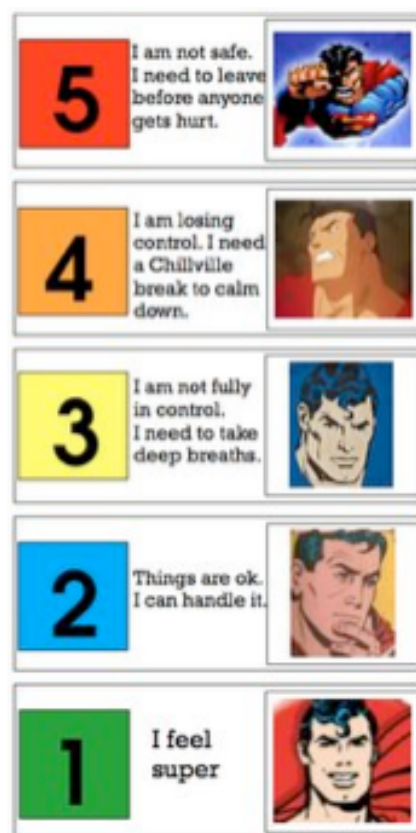 5
I am not safe.
I need to leave
before anyone
gets hurt.
4
I am losing
control. I need
a Chillville
break to calm
down.
3
I am not fully
in control.
I need to take
deep breaths.
2
Things are ok.
I can handle it.
1
I feel
super